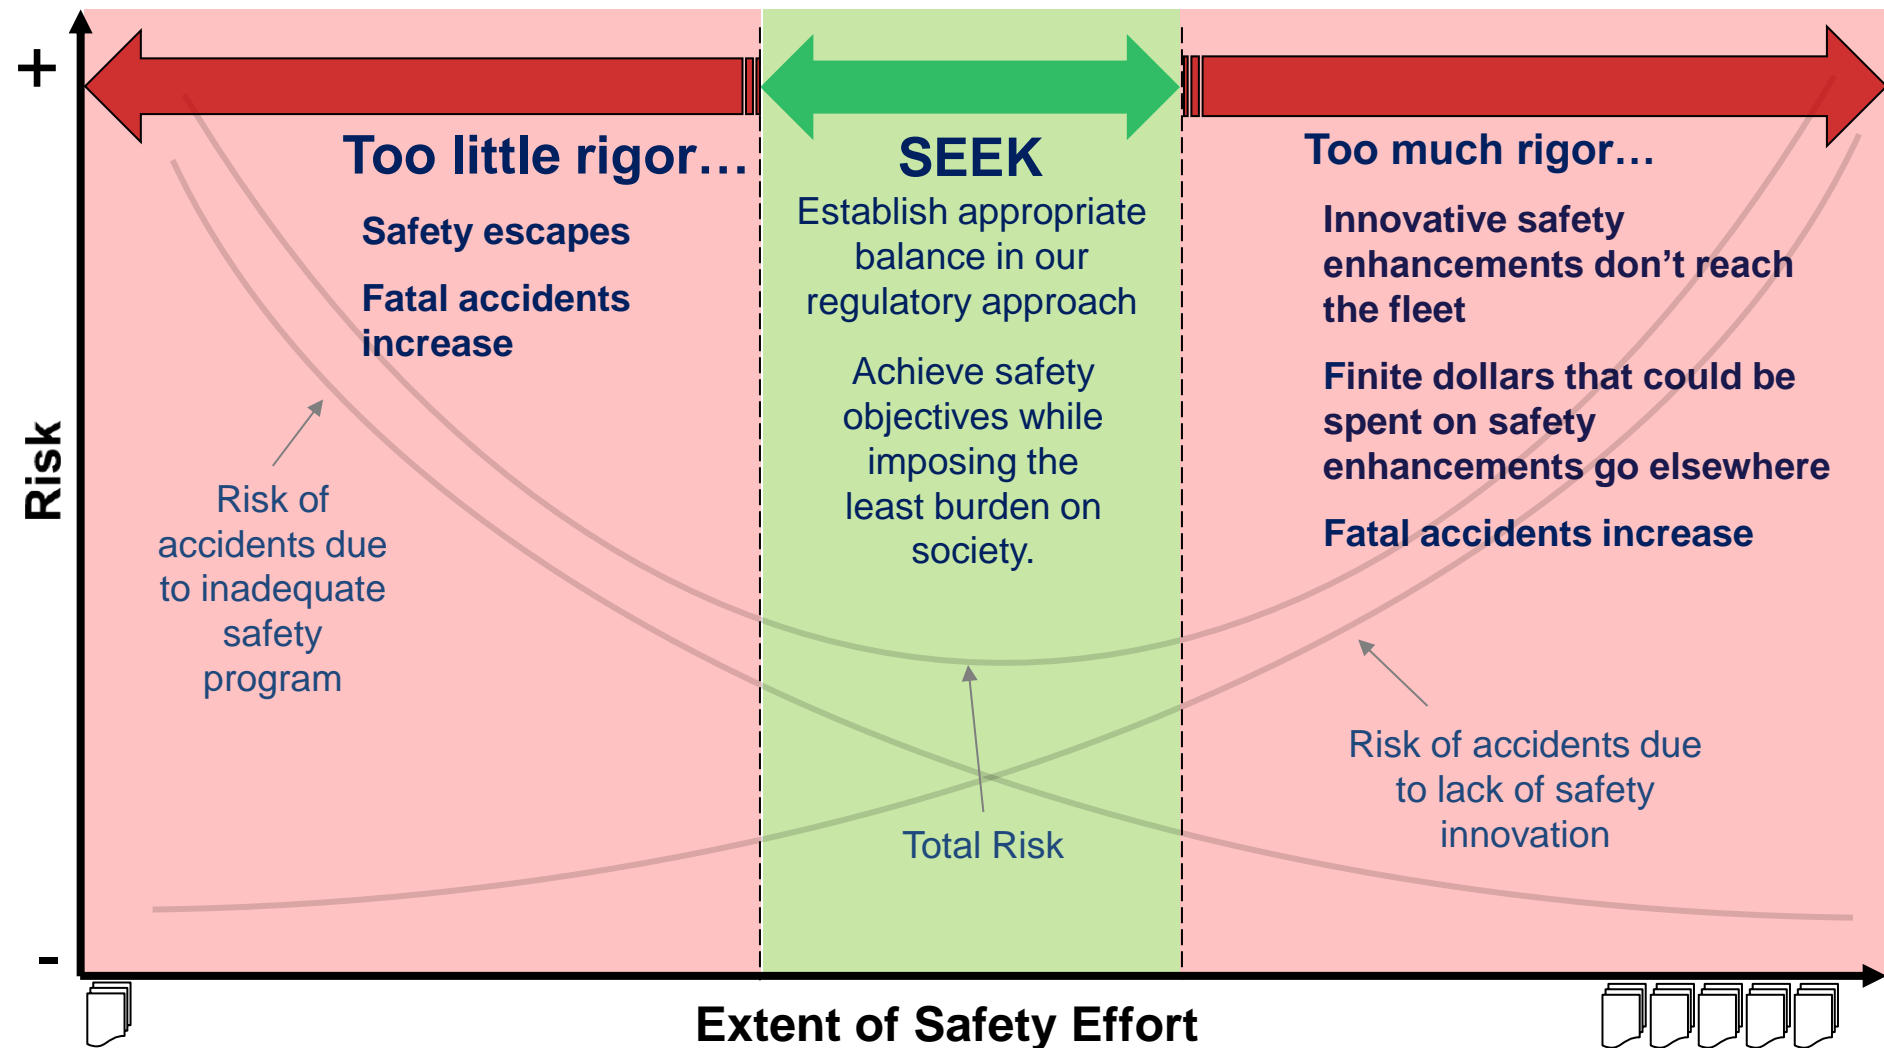 +
Too little rigor…
Safety escapes
Fatal accidents
increase
Risk of
accidents due
to inadequate
safety
program
SEEK
Establish appropriate
balance in our
regulatory approach
Achieve safety
objectives while
imposing the
least burden on
society.
Total Risk
Too much rigor…
Innovative safety
enhancements don’t reach
the fleet
Finite dollars that could be
spent on safety
enhancements go elsewhere
Fatal accidents increase
Risk of accidents due
to lack of safety
innovation
Risk
-
Extent of Safety Effort